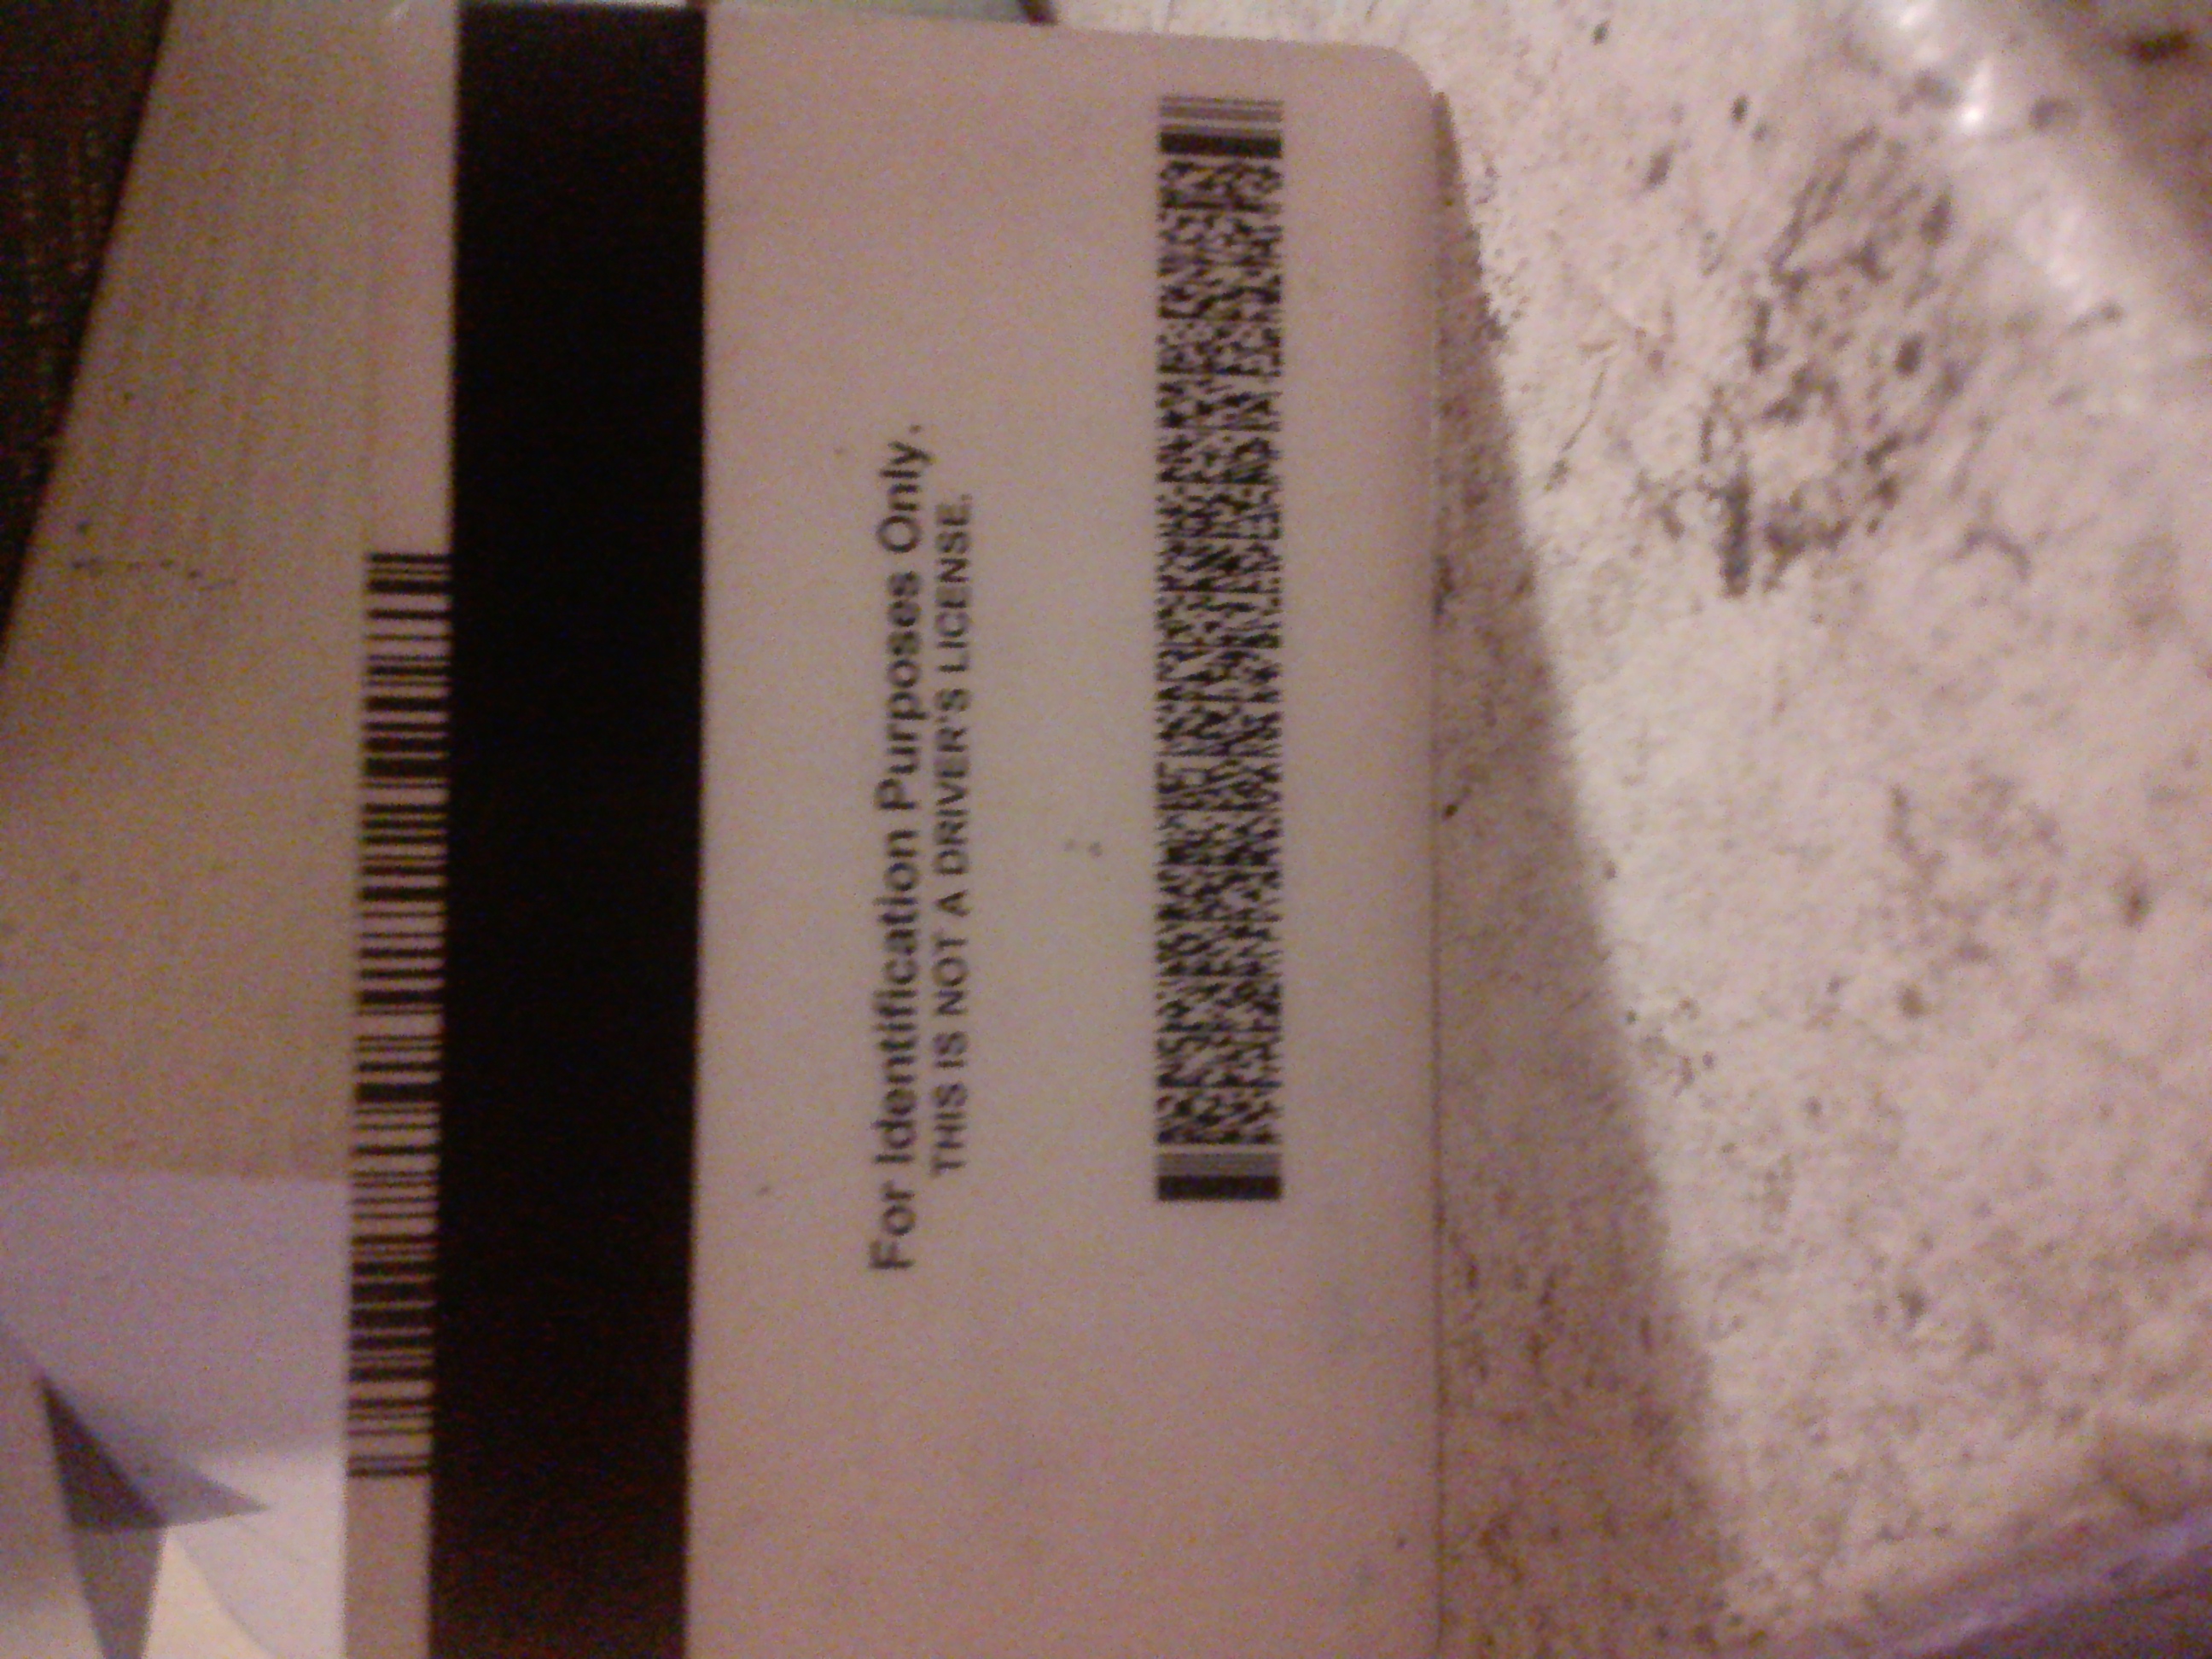 For Identification Purposes Only.
THIS IS NOT A DRIVER'S LICENSE.